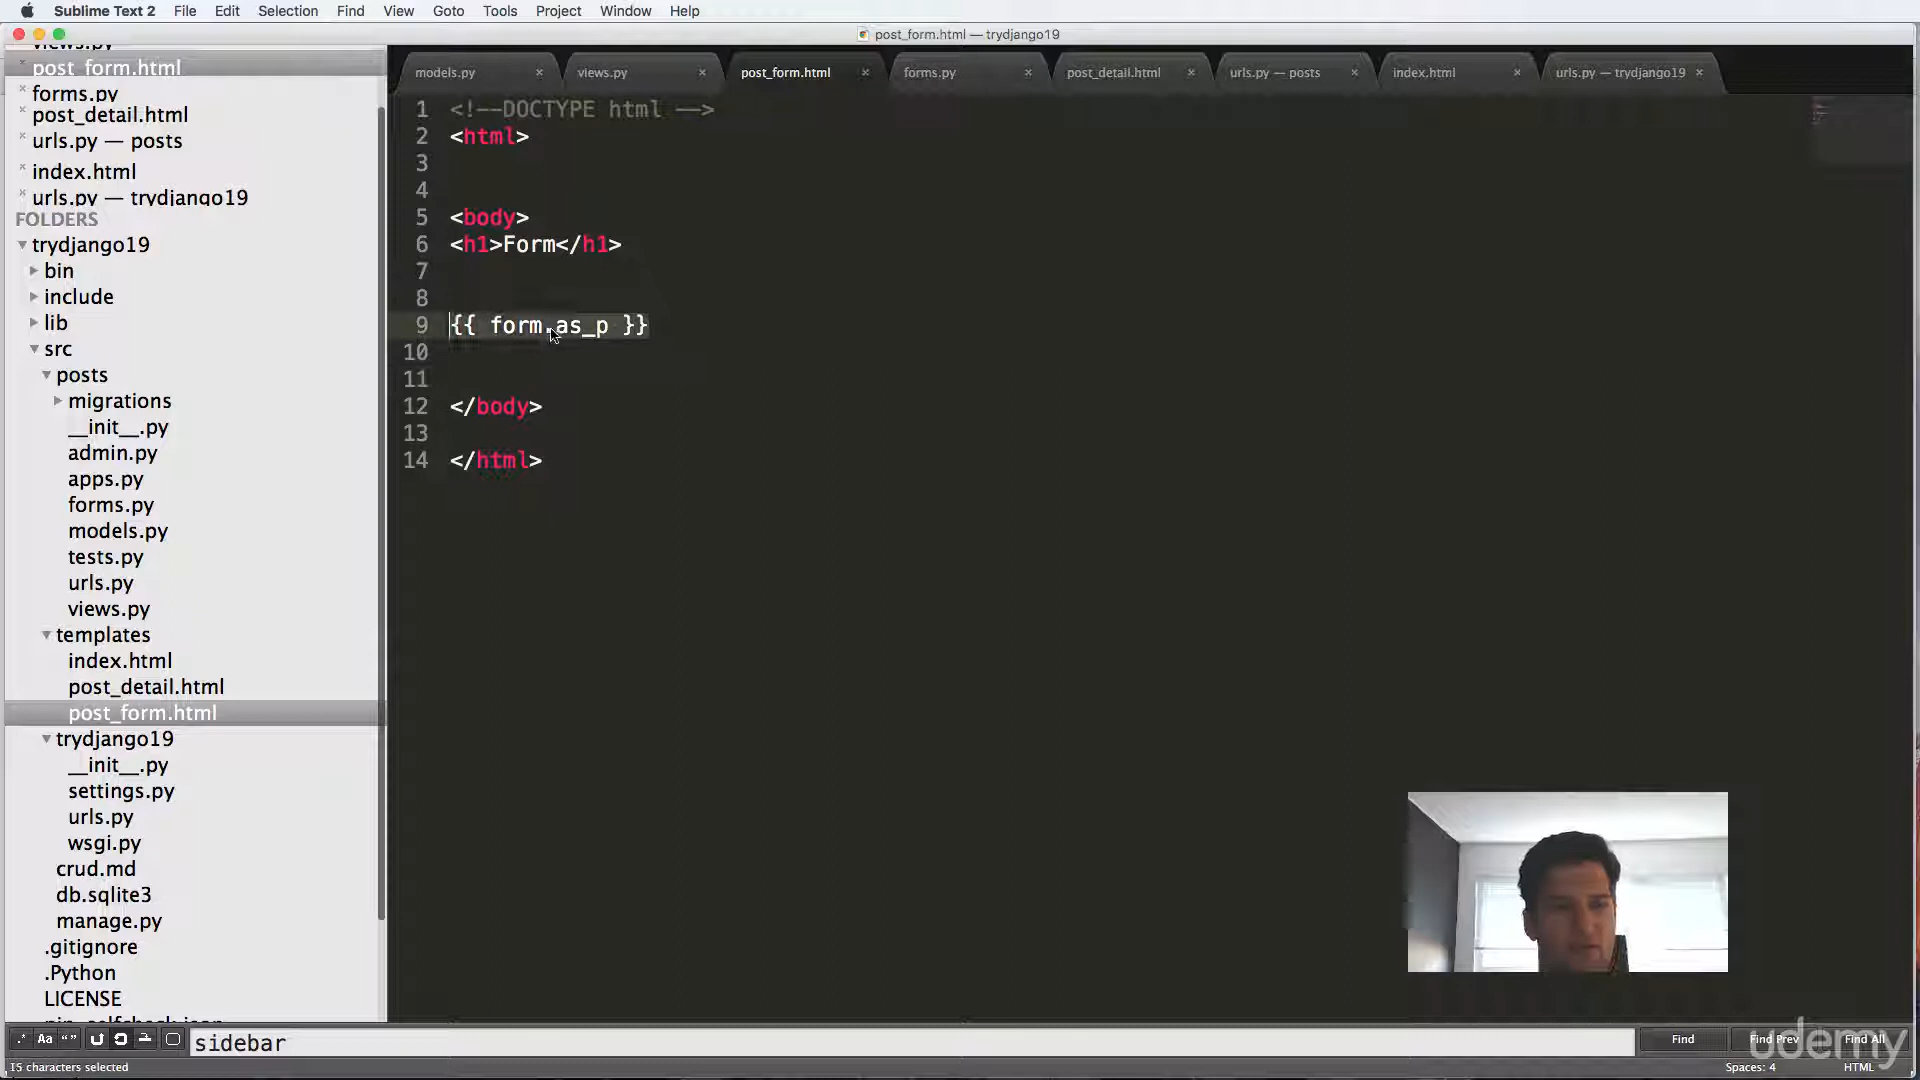 Sublime Text 2 File Edit Selection Find View Goto Tools Project Window Help
post_form.html — trydjango19
views.py
post_form.html
forms.py
post_detail.html
urls.py — posts
index.html
urls.py — trydjango19
FOLDERS
trydjango19
bin
include
lib
src
posts
migrations
__init__.py
admin.py
apps.py
forms.py
models.py
tests.py
urls.py
views.py
templates
index.html
post_detail.html
post_form.html
trydjango19
__init__.py
settings.py
urls.py
wsgi.py
crud.md
db.sqlite3
manage.py
.gitignore
.Python
LICENSE
models.py views.py post_form.html forms.py post_detail.html urls.py — posts index.html urls.py — trydjango19
1 <!--DOCTYPE html -->
2 <html>
3
4
5 <body>
6 <h1>Form</h1>
7
8
9 {{ form.as_p }}
10
11
12 </body>
13
14 </html>
.* Aa “” sidebar Find Find Prev Find All
udemy
15 characters selected Spaces: 4 HTML